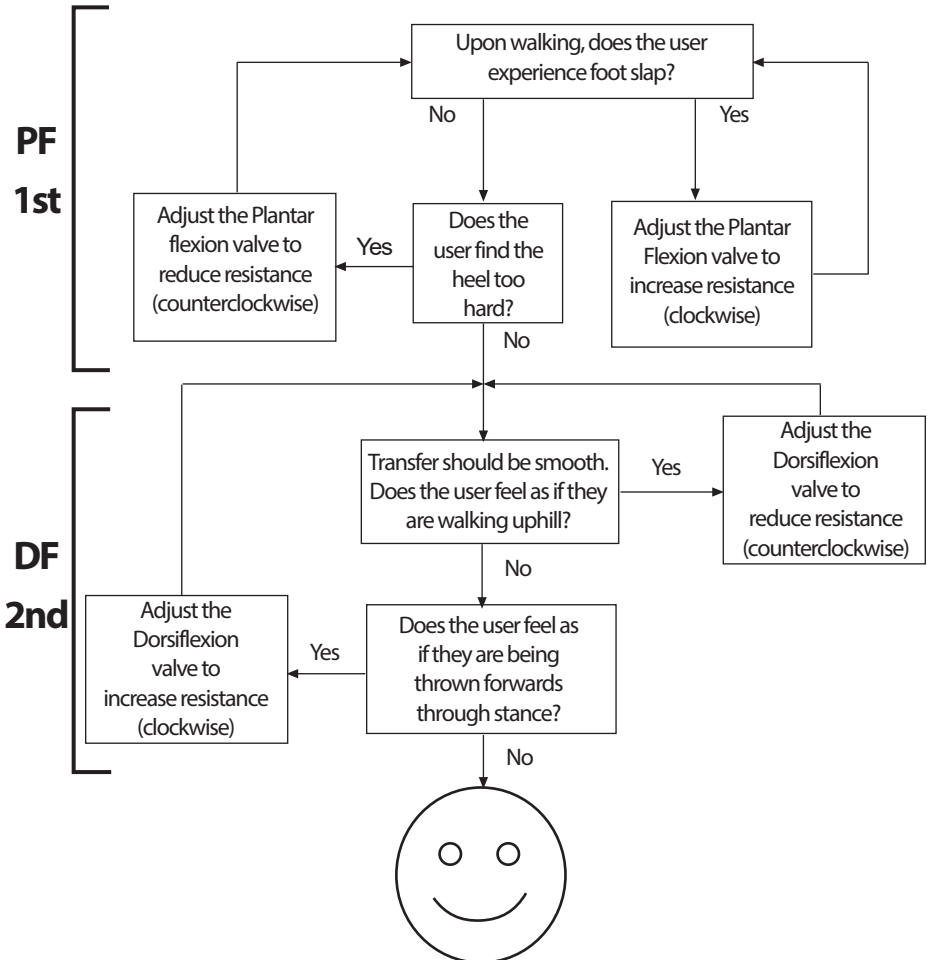 PF
1st
Upon walking, does the user
experience foot slap?
No
Yes
Adjust the Plantar
flexion valve to
reduce resistance
(counterclockwise)
Yes
Does the
user find the
heel too
hard?
Adjust the Plantar
Flexion valve to
increase resistance
(clockwise)
No
DF
2nd
Transfer should be smooth.
Does the user feel as if they
are walking uphill?
Yes
Adjust the
Dorsiflexion
valve to
reduce resistance
(counterclockwise)
No
Adjust the
Dorsiflexion
valve to
increase resistance
(clockwise)
Yes
Does the user feel as
if they are being
thrown forwards
through stance?
No